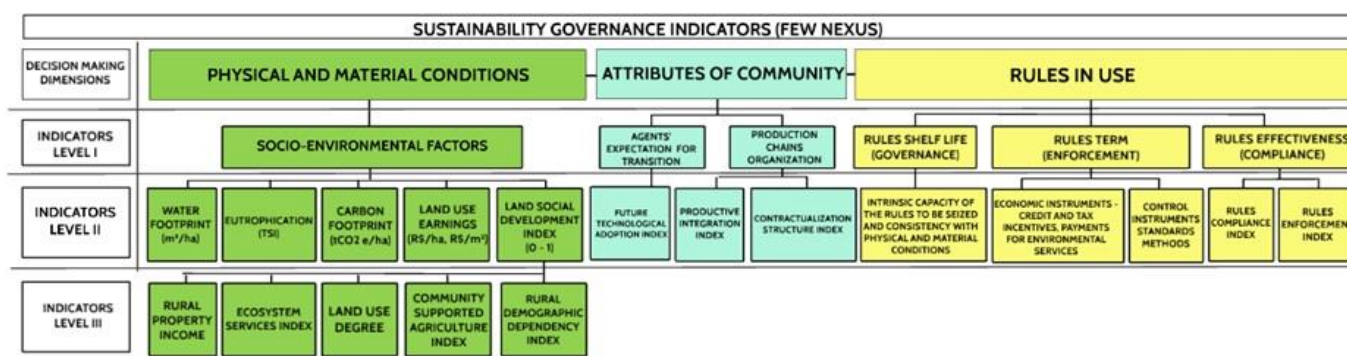 SUSTAINABILITY GOVERNANCE INDICATORS (FEW NEXUS)
DECISION MAKING
DIMENSIONS
PHYSICAL AND MATERIAL CONDITIONS
ATTRIBUTES OF COMMUNITY
RULES IN USE
INDICATORS
LEVEL I
SOCIO-ENVIRONMENTAL FACTORS
AGENTS'
EXPECTATION FOR
TRANSITION
PRODUCTION
CHAINS
ORGANIZATION
RULES SHELF LIFE
(GOVERNANCE)
RULES TERM
(ENFORCEMENT)
RULES EFFECTIVENESS
(COMPLIANCE)
INDICATORS
LEVEL II
WATER
FOOTPRINT
(m³/ha)
EUTROPHICATION
(TSI)
CARBON
FOOTPRINT
(tCO2 e/ha)
LAND USE
EARNINGS
(R$/ha, R$/m³)
LAND SOCIAL
DEVELOPMENT
INDEX
(0 - 1)
FUTURE
TECHNOLOGICAL
ADOPTION INDEX
PRODUCTIVE
INTEGRATION
INDEX
CONTRACTUALIZATION
STRUCTURE INDEX
INTRINSIC CAPACITY
OF THE RULES TO BE SEIZED
AND CONSISTENCY WITH
PHYSICAL AND MATERIAL
CONDITIONS
ECONOMIC INSTRUMENTS -
CREDIT AND TAX
INCENTIVES, PAYMENTS
FOR ENVIRONMENTAL
SERVICES
CONTROL
INSTRUMENTS
STANDARDS
METHODS
RULES
COMPLIANCE
INDEX
RULES
ENFORCEMENT
INDEX
INDICATORS
LEVEL III
RURAL
PROPERTY
INCOME
ECOSYSTEM
SERVICES INDEX
LAND USE
DEGREE
COMMUNITY
SUPPORTED
AGRICULTURE
INDEX
RURAL
DEMOGRAPHIC
DEPENDENCY
INDEX